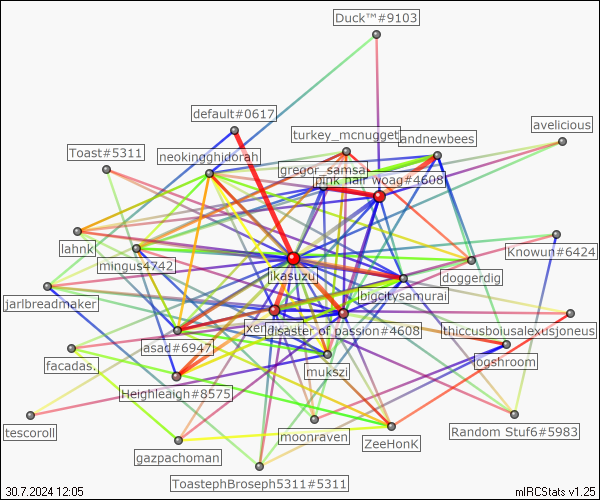 Duck™#9103
default#0617
turkey_mcnugget
andnewbees
avelicious
Toast#5311
neokingghidorah
gregor_samsa
pink hair woag#4608
lahnk
mingus4742
ikasuzu
doggerdig
Knowun#6424
jarlbreadmaker
bigcitysamurai
disaster of passion#4608
thiccusboiusalexusjoneus
asad#6947
facadas.
mukszi
logshroom
Heighleaigh#8575
tescoroll
moonraven
ZeeHonK
Random Stuf6#5983
gazpachoman
ToastephBroseph5311#5311
30.7.2024 12:05
mIRCStats v1.25